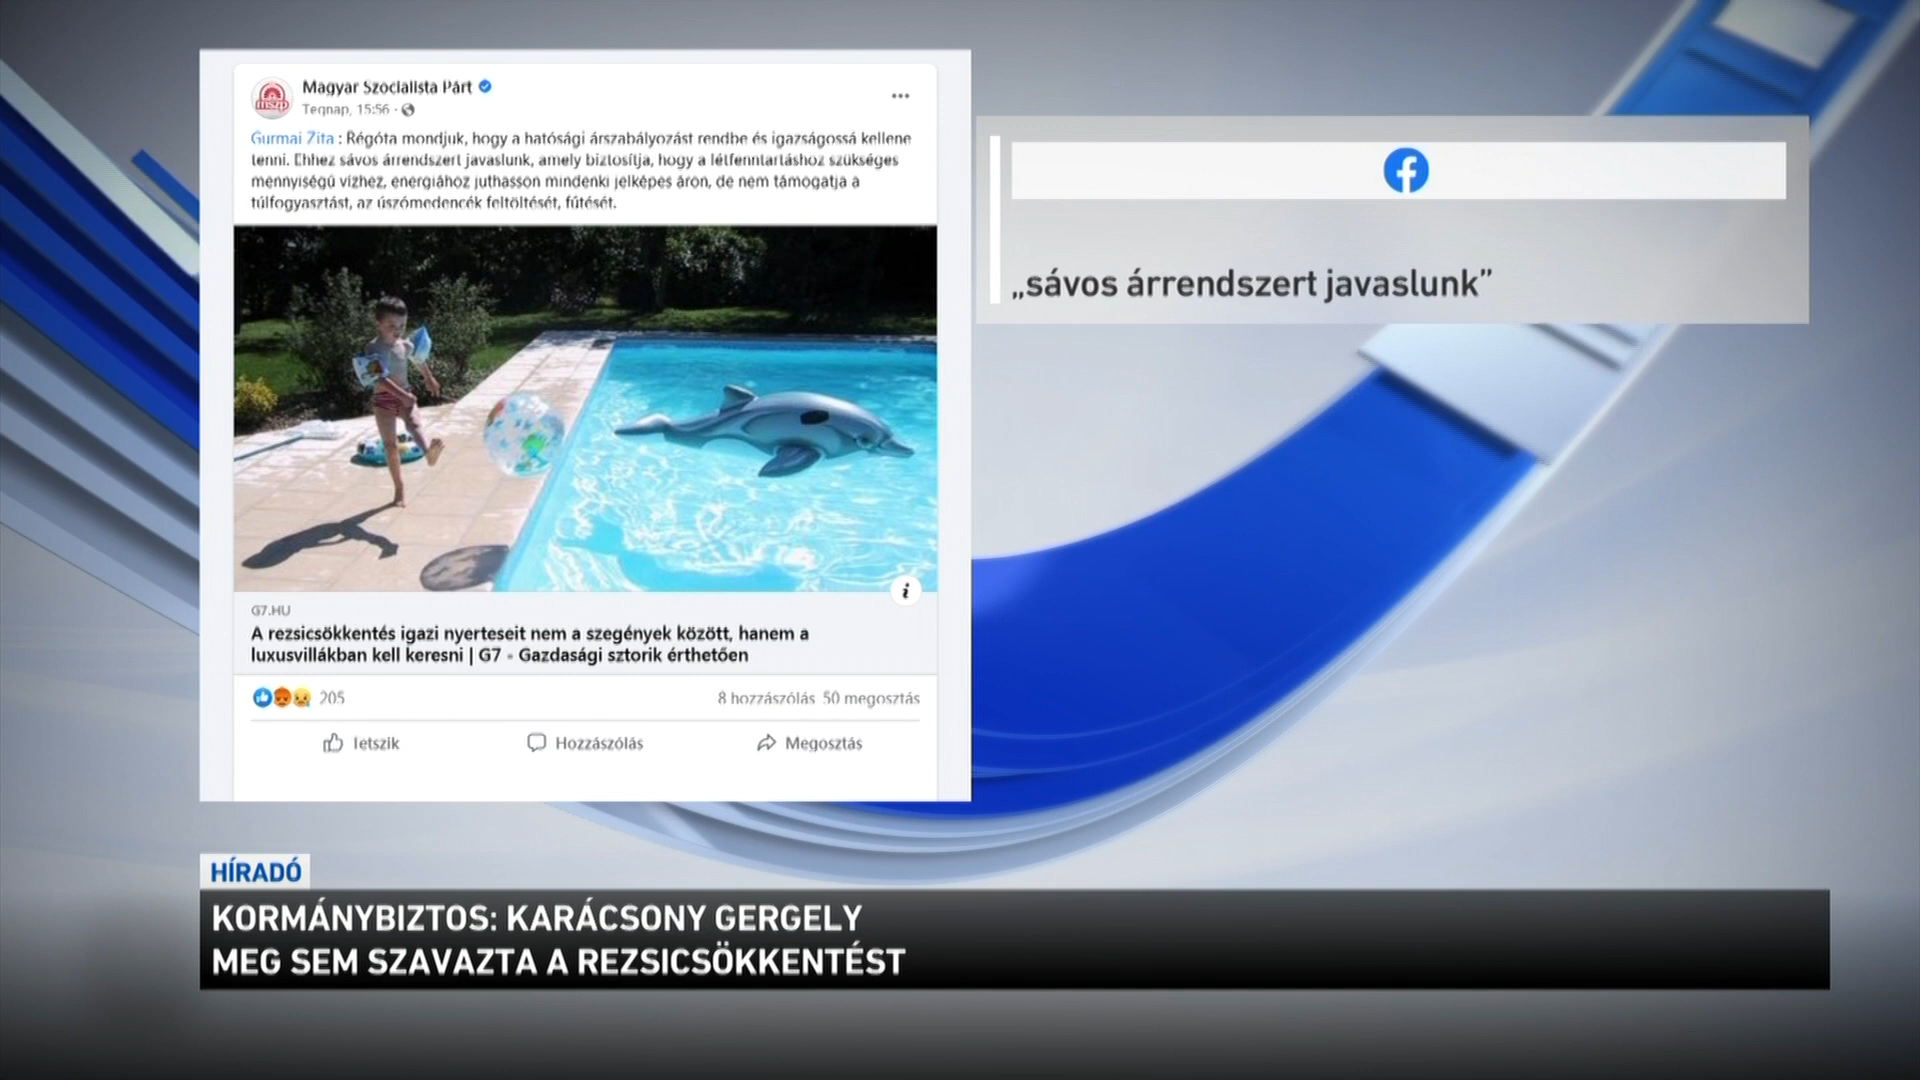 mszp
Magyar Szocialista Párt
Tegnap, 15:56 ·
Gurmai Zita : Régóta mondjuk, hogy a hatósági árszabályozást rendbe és igazságossá kellene
tenni. Ehhez sávos árrendszert javaslunk, amely biztosítja, hogy a létfenntartáshoz szükséges
mennyiségű vízhez, energiához juthasson mindenki jelképes áron, de nem támogatja a
túlfogyasztást, az úszómedencék feltöltését, fűtését.
G7.HU
A rezsicsökkentés igazi nyerteseit nem a szegények között, hanem a
luxusvillákban kell keresni | G7 - Gazdasági sztorik érthetően
205
8 hozzászólás 50 megosztás
Tetszik
Hozzászólás
Megosztás
„sávos árrendszert javaslunk”
HÍRADÓ
KORMÁNYBIZTOS: KARÁCSONY GERGELY
MEG SEM SZAVAZTA A REZSICSÖKKENTÉST